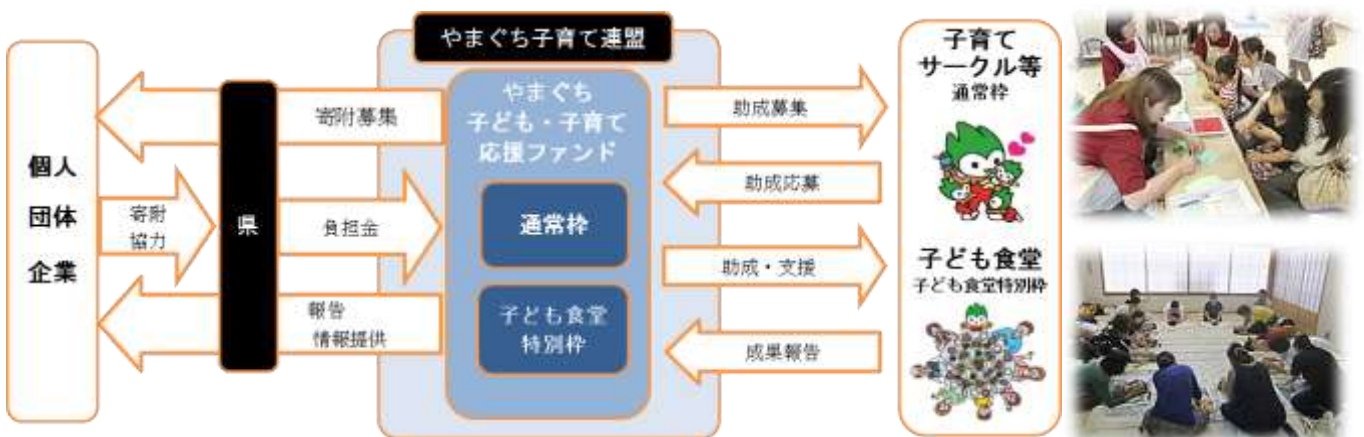 個人
団体
企業
寄附募集
寄附
協力
県
負担金
報告
情報提供
やまぐち子育て連盟
やまぐち
子ども・子育て
応援ファンド
通常枠
子ども食堂
特別枠
助成募集
助成応募
助成・支援
成果報告
子育て
サークル等
通常枠
子ども食堂
子ども食堂特別枠